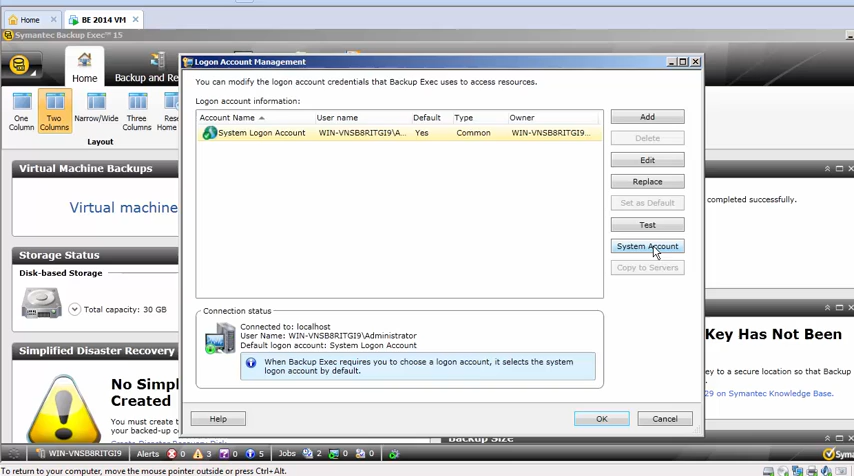 Home
BE 2014 VM
Symantec Backup Exec™ 15
Home
Backup and Re
One Column
Two Columns
Narrow/Wide
Three Columns
Rese Home
Layout
Logon Account Management
You can modify the logon account credentials that Backup Exec uses to access resources.
Logon account information:
Account Name User name Default Type Owner
System Logon Account WIN-VNSB8RITGI9\A... Yes Common WIN-VNSB8RITGI9...
Add
Delete
Edit
Replace
Set as Default
Test
System Account
Copy to Servers
Connection status
Connected to: localhost
User Name: WIN-VNSB8RITGI9\Administrator
Default logon account: System Logon Account
When Backup Exec requires you to choose a logon account, it selects the system
logon account by default.
Help
OK
Cancel
Virtual Machine Backups
Virtual machine
Storage Status
Disk-based Storage
Total capacity: 30 GB
Simplified Disaster Recovery
No Simpl
Created
You must create t
your backed-up c
Create Disaster Recovery Disk
completed successfully.
Key Has Not Been
ey to a secure location so that Backup
29 on Symantec Knowledge Base.
Backup Size
WIN-VNSB8RITGI9 Alerts 0 3 0 5 Jobs 2 0 0
Sym
To return to your computer, move the mouse pointer outside or press Ctrl+Alt.